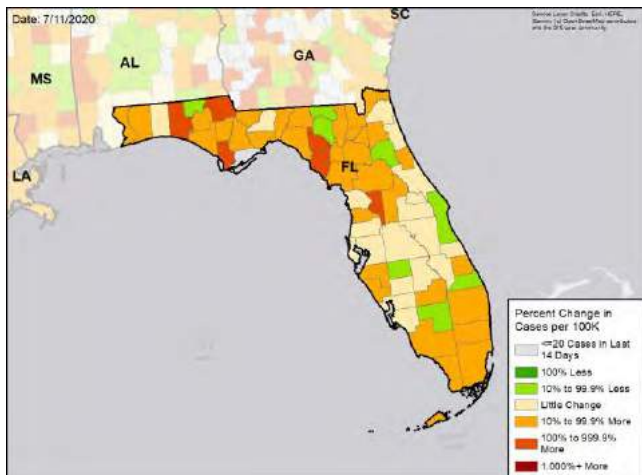 Date: 7/11/2020
SC
AL
GA
MS
FL
LA
Percent Change in
Cases per 100K
<=20 Cases in Last
14 Days
100% Less
10% to 99.9% Less
Little Change
10% to 99.9% More
100% to 999.9%
More
1,000%+ More